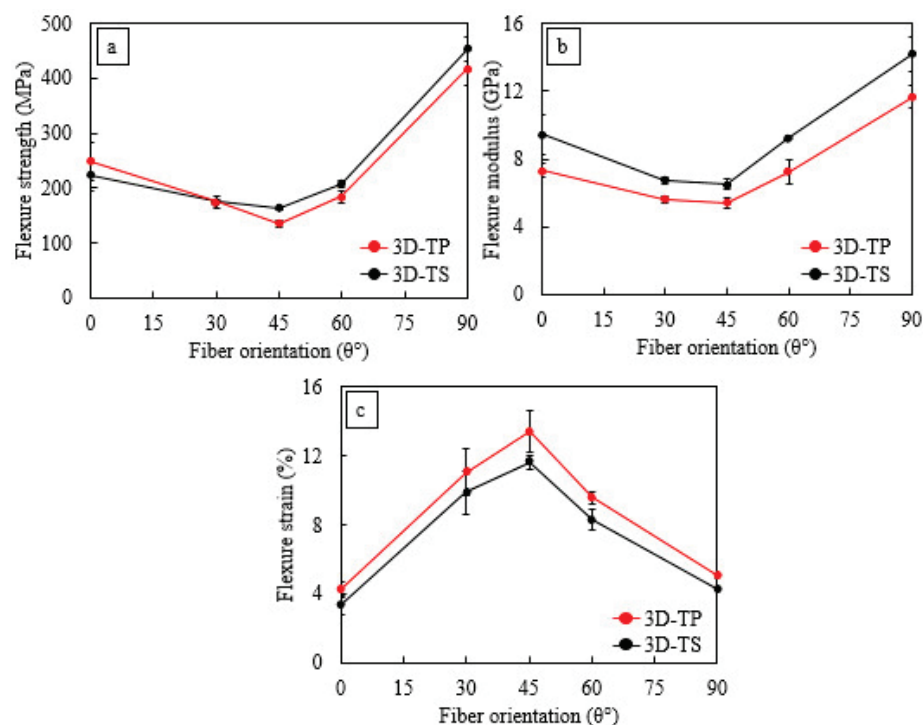 a
Flexure strength (MPa)
500
400
300
200
100
0
3D-TP
3D-TS
0 15 30 45 60 75 90
Fiber orientation (θ°)
b
Flexure modulus (GPa)
16
12
8
4
0
3D-TP
3D-TS
0 15 30 45 60 75 90
Fiber orientation (θ°)
c
Flexure strain (%)
16
12
8
4
0
3D-TP
3D-TS
0 15 30 45 60 75 90
Fiber orientation (θ°)